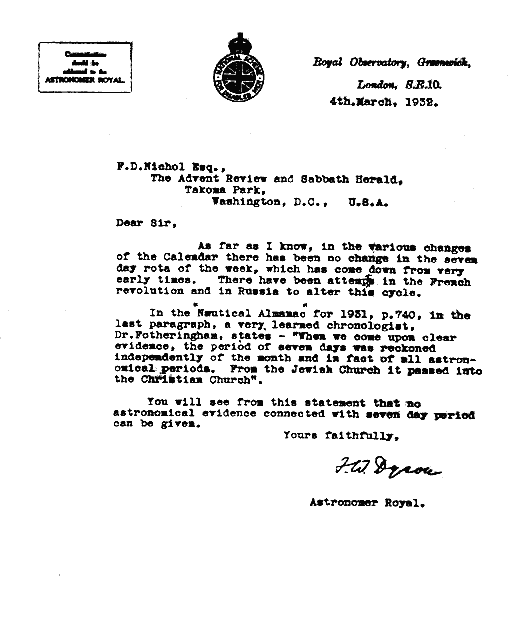 Communications
should be
addressed to the
ASTRONOMER ROYAL.
NATIONAL SCHEME
FOR DISABLED MEN
Royal Observatory, Greenwich,
London, S.E.10.
4th.March, 1932.
F.D.Nichol Esq.,
The Advent Review and Sabbath Herald,
Takoma Park,
Washington, D.C., U.S.A.
Dear Sir,
As far as I know, in the various changes
of the Calendar there has been no change in the seven
day rota of the week, which has come down from very
early times. There have been attempts in the French
revolution and in Russia to alter this cycle.
In the "Nautical Almanac" for 1931, p.740, in the
last paragraph, a very learned chronologist,
Dr.Fotheringham, states - "When we come upon clear
evidence, the period of seven days was reckoned
independently of the month and in fact of all astron-
omical periods. From the Jewish Church it passed into
the Christian Church".
You will see from this statement that no
astronomical evidence connected with seven day period
can be given.
Yours faithfully,
F.W. Dyson
Astronomer Royal.